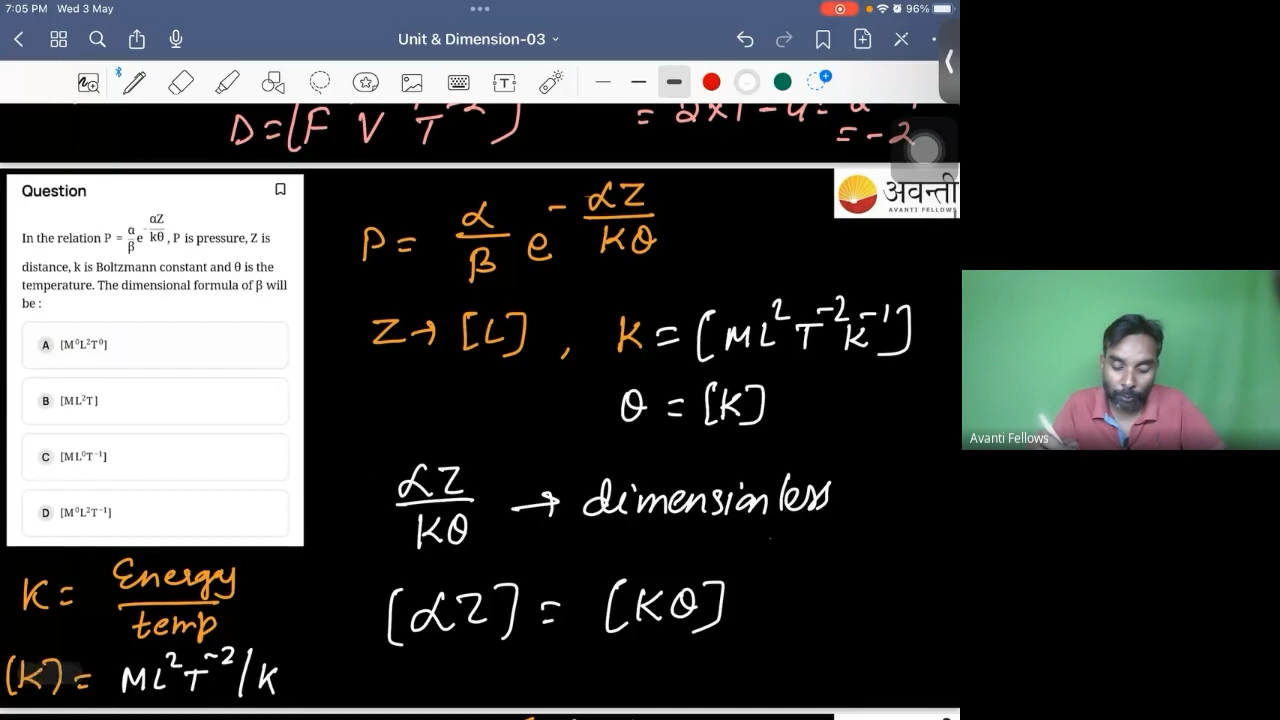 7:05 PM Wed 3 May
96%
Unit & Dimension-03
D = [F V T⁻²]
= -2
Question
In the relation P = α/β e^(-αZ/kθ), P is pressure, Z is
distance, k is Boltzmann constant and θ is the
temperature. The dimensional formula of β will
be :
A [M⁰L²T⁰]
B [ML²T]
C [ML⁰T⁻¹]
D [M⁰L²T⁻¹]
अवन्ती
AVANTI FELLOWS
P = α/β e^(-αZ/Kθ)
Z → [L] , K = [ML²T⁻²K⁻¹]
θ = [K]
αZ/Kθ → dimensionless
[αZ] = [Kθ]
K = Energy/temp
(K) = ML²T⁻²/K
Avanti Fellows